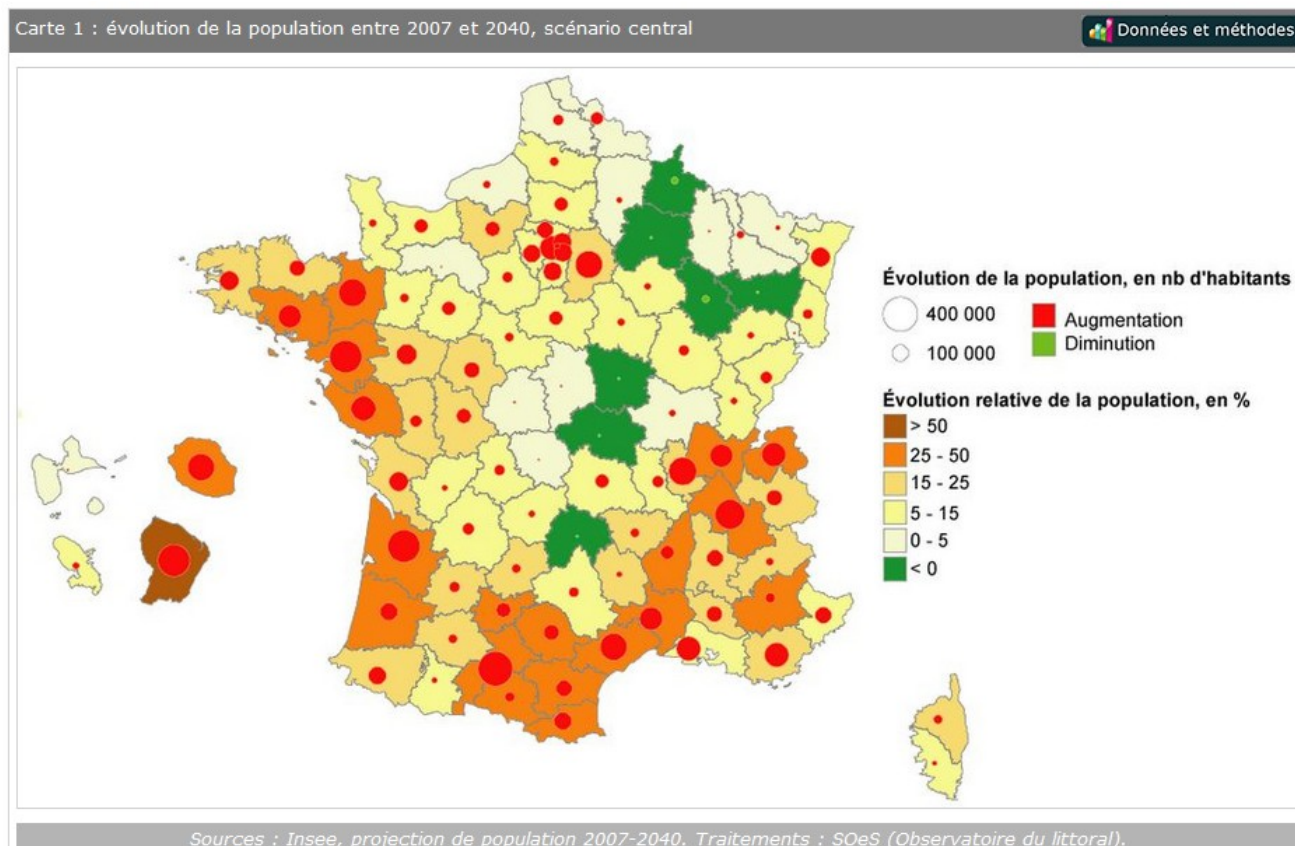 Carte 1 : évolution de la population entre 2007 et 2040, scénario central
Données et méthodes
Évolution de la population, en nb d'habitants
400 000
100 000
Augmentation
Diminution
Évolution relative de la population, en %
> 50
25 - 50
15 - 25
5 - 15
0 - 5
< 0
Sources : Insee, projection de population 2007-2040. Traitements : SOeS (Observatoire du littoral).